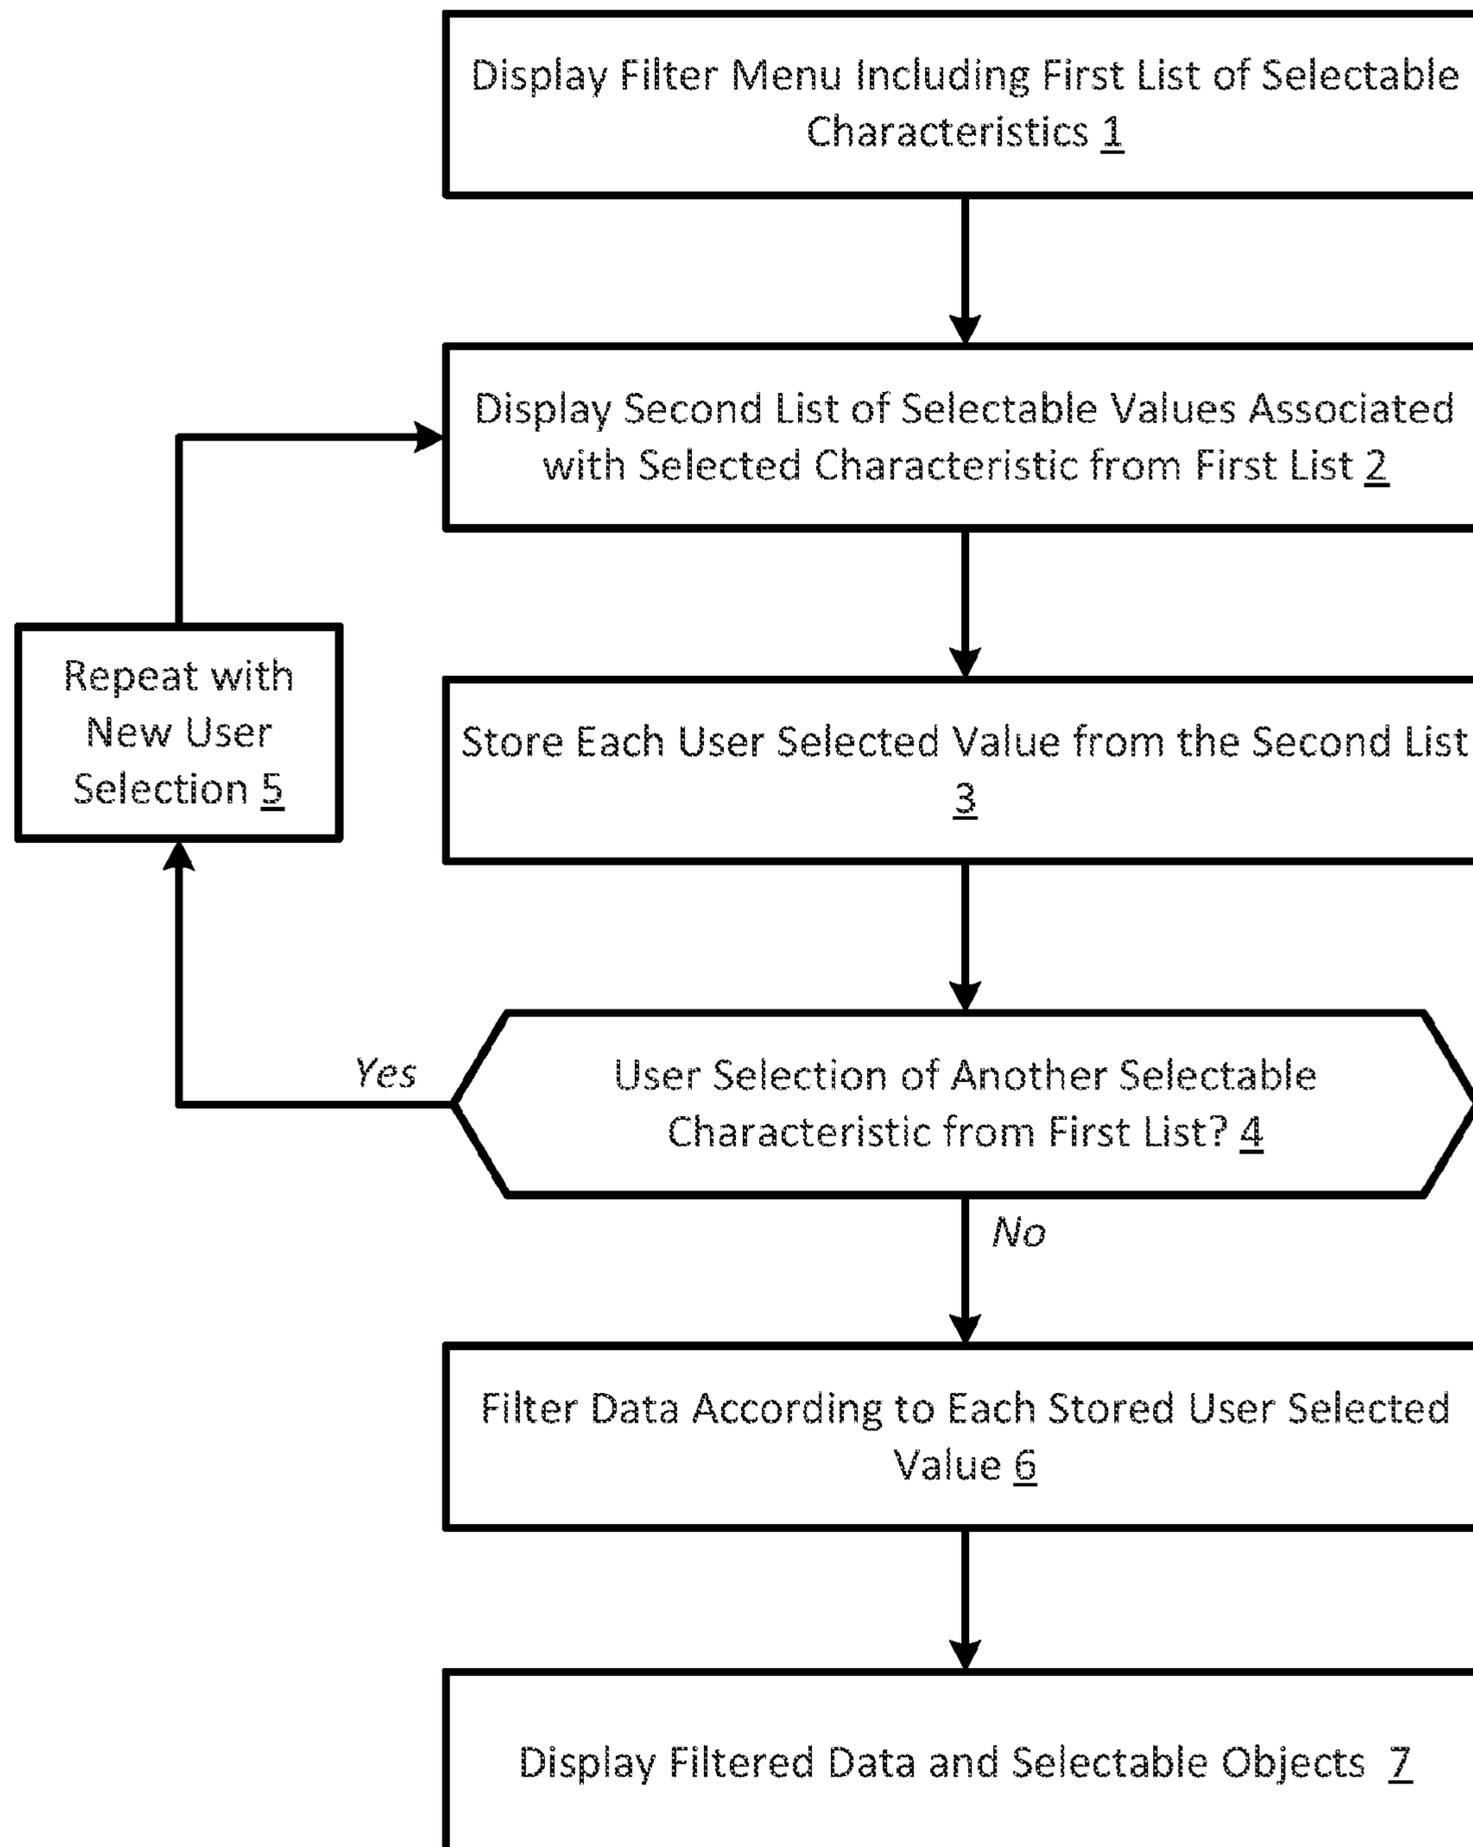 Display Filter Menu Including First List of Selectable
Characteristics 1
Display Second List of Selectable Values Associated
with Selected Characteristic from First List 2
Repeat with
New User
Selection 5
Store Each User Selected Value from the Second List
3
Yes
User Selection of Another Selectable
Characteristic from First List? 4
No
Filter Data According to Each Stored User Selected
Value 6
Display Filtered Data and Selectable Objects 7